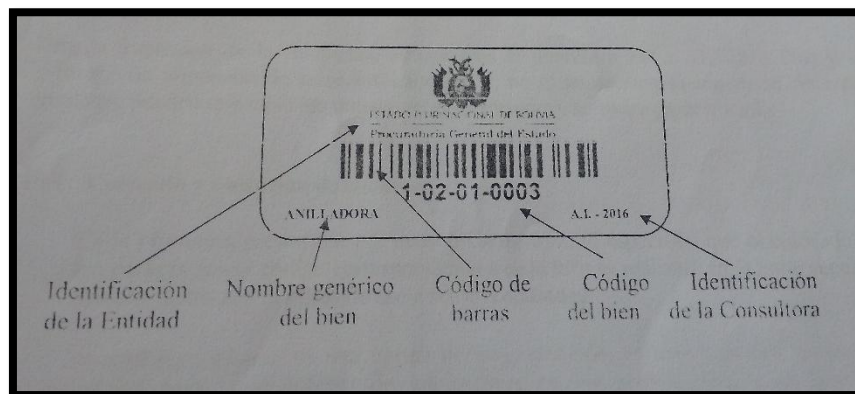 ESTADO PLURINACIONAL DE BOLIVIA
Procuraduría General del Estado
1-02-01-0003
ANILLADORA
A.I. - 2016
Identificación
de la Entidad
Nombre genérico
del bien
Código de
barras
Código
del bien
Identificación
de la Consultora